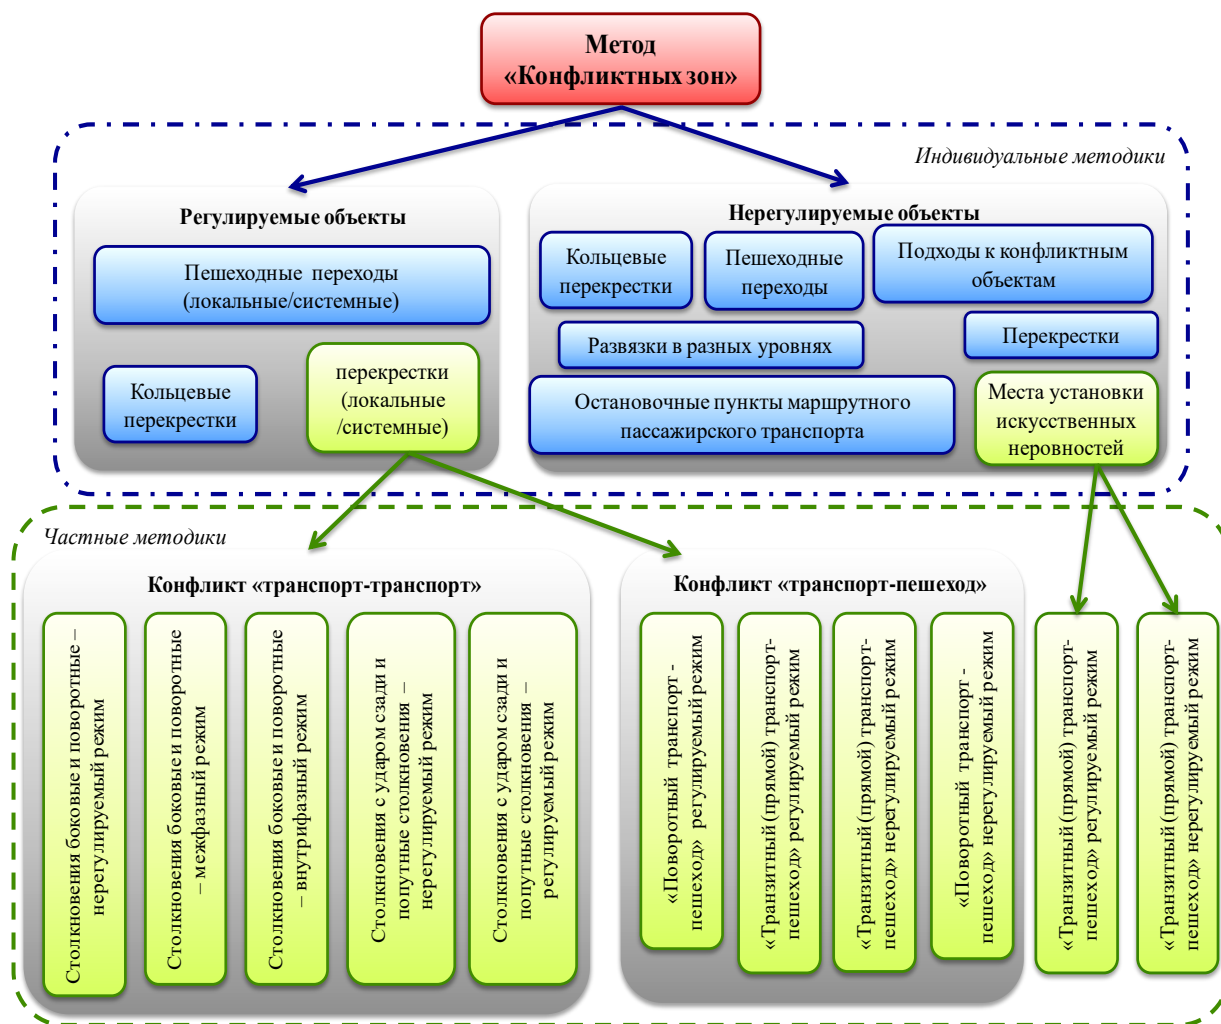 Метод
«Конфликтных зон»
Индивидуальные методики
Регулируемые объекты
Пешеходные переходы
(локальные/системные)
Кольцевые
перекрестки
перекрестки
(локальные
/системные)
Нерегулируемые объекты
Кольцевые
перекрестки
Пешеходные
переходы
Подходы к конфликтным
объектам
Развязки в разных уровнях
Перекрестки
Остановочные пункты маршрутного
пассажирского транспорта
Места установки
искусственных
неровностей
Частные методики
Конфликт «транспорт-транспорт»
Столкновения боковые и поворотные –
нерегулируемый режим
Столкновения боковые и поворотные
– межфазный режим
Столкновения боковые и поворотные
– внутрифазный режим
Столкновения с ударом сзади и
попутные столкновения –
нерегулируемый режим
Столкновения с ударом сзади и
попутные столкновения –
регулируемый режим
Конфликт «транспорт-пешеход»
«Поворотный транспорт -
пешеход» регулируемый режим
«Транзитный (прямой) транспорт-
пешеход» регулируемый режим
«Транзитный (прямой) транспорт-
пешеход» нерегулируемый режим
«Поворотный транспорт -
пешеход» нерегулируемый режим
«Транзитный (прямой) транспорт-
пешеход» регулируемый режим
«Транзитный (прямой) транспорт-
пешеход» нерегулируемый режим